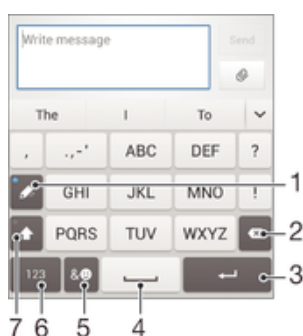 Write message
Send
The I To
, .,-' ABC DEF ?
GHI JKL MNO ! 1
PQRS TUV WXYZ 2
123 & 3
7 6 5 4